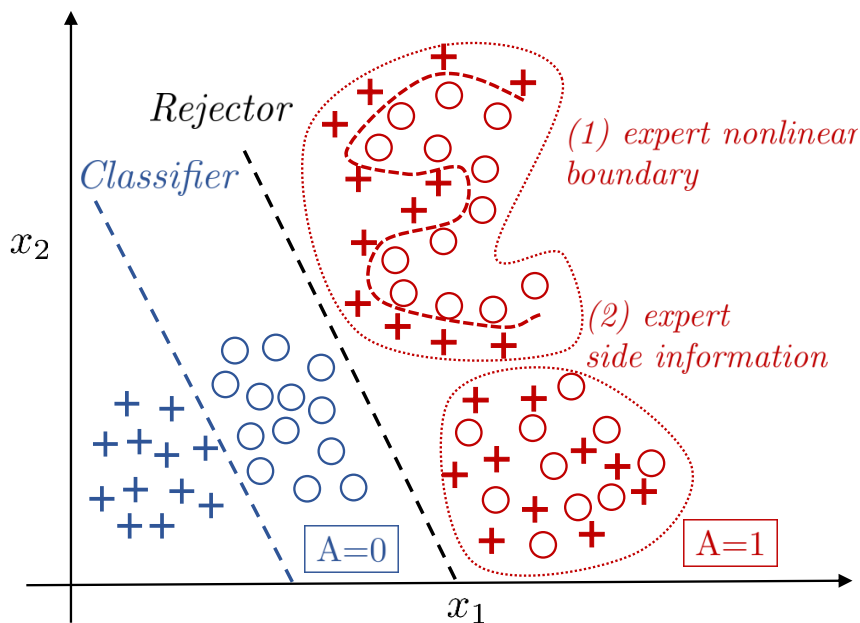 Rejector
Classifier
x₂
(1) expert nonlinear
boundary
(2) expert
side information
A=0
A=1
x₁